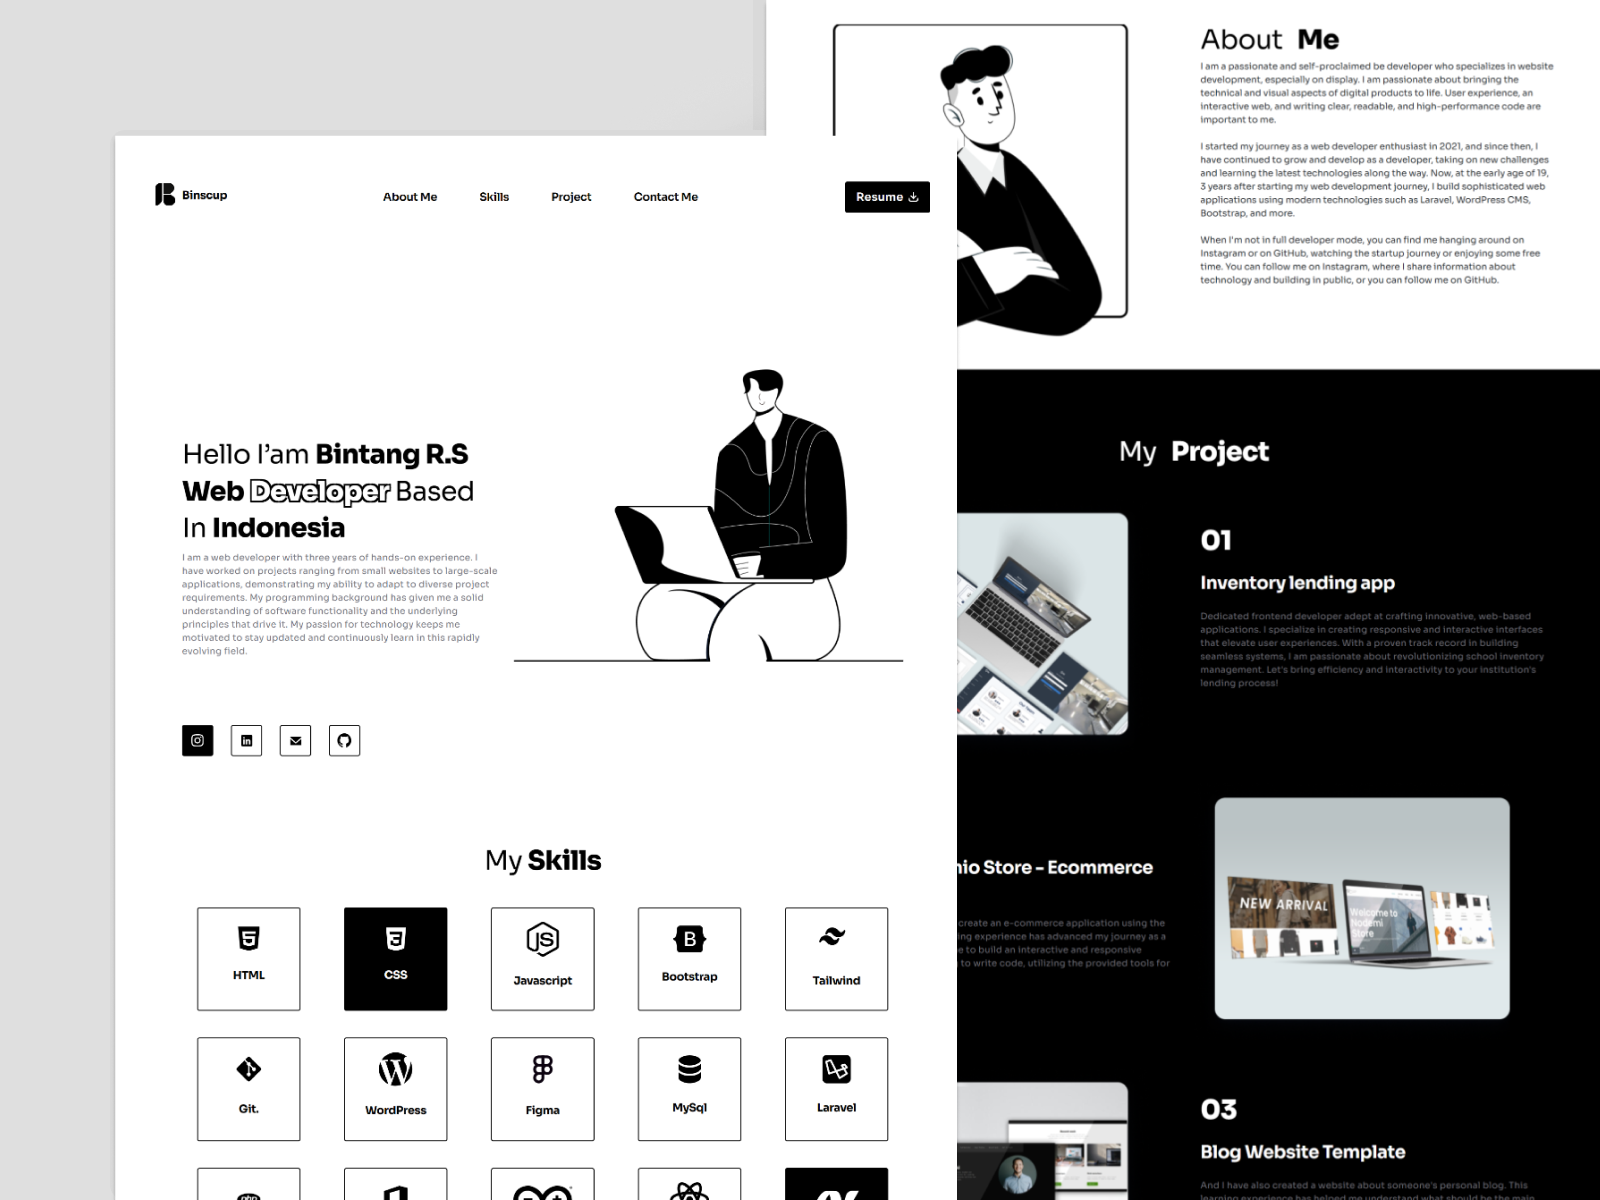 Binscup
About Me
Skills
Project
Contact Me
Resume
Hello I'am Bintang R.S
Web Developer Based
In Indonesia
I am a web developer with three years of hands-on experience. I
have worked on projects ranging from small websites to large-scale
applications, demonstrating my ability to adapt to diverse project
requirements. My programming background has given me a solid
understanding of software functionality and the underlying
principles that drive it. My passion for technology keeps me
motivated to stay updated and continuously learn in this rapidly
evolving field.
My Skills
HTML
CSS
Javascript
Bootstrap
Tailwind
Git.
WordPress
Figma
MySql
Laravel
About Me
I am a passionate and self-proclaimed be developer who specializes in website
development, especially on display. I am passionate about bringing the
technical and visual aspects of digital products to life. User experience, an
interactive web, and writing clear, readable, and high-performance code are
important to me.
I started my journey as a web developer enthusiast in 2021, and since then, I
have continued to grow and develop as a developer, taking on new challenges
and learning the latest technologies along the way. Now, at the early age of 19,
3 years after starting my web development journey, I build sophisticated web
applications using modern technologies such as Laravel, WordPress CMS,
Bootstrap, and more.
When I'm not in full developer mode, you can find me hanging around on
Instagram or on GitHub, watching the startup journey or enjoying some free
time. You can follow me on Instagram, where I share information about
technology and building in public, or you can follow me on GitHub.
My Project
01
Inventory lending app
Dedicated frontend developer adept at crafting innovative, web-based
applications. I specialize in creating responsive and interactive interfaces
that elevate user experiences. With a proven track record in building
seamless systems, I am passionate about revolutionizing school inventory
management. Let's bring efficiency and interactivity to your institution's
lending process!
Store - Ecommerce
create an e-commerce application using the
experience has advanced my journey as a
to build an interactive and responsive
to write code, utilizing the provided tools for
NEW ARRIVAL
Welcome to
Nodemi
Store
03
Blog Website Template
And I have also created a website about someone's personal blog. This
learning experience has helped me understand what should be the main